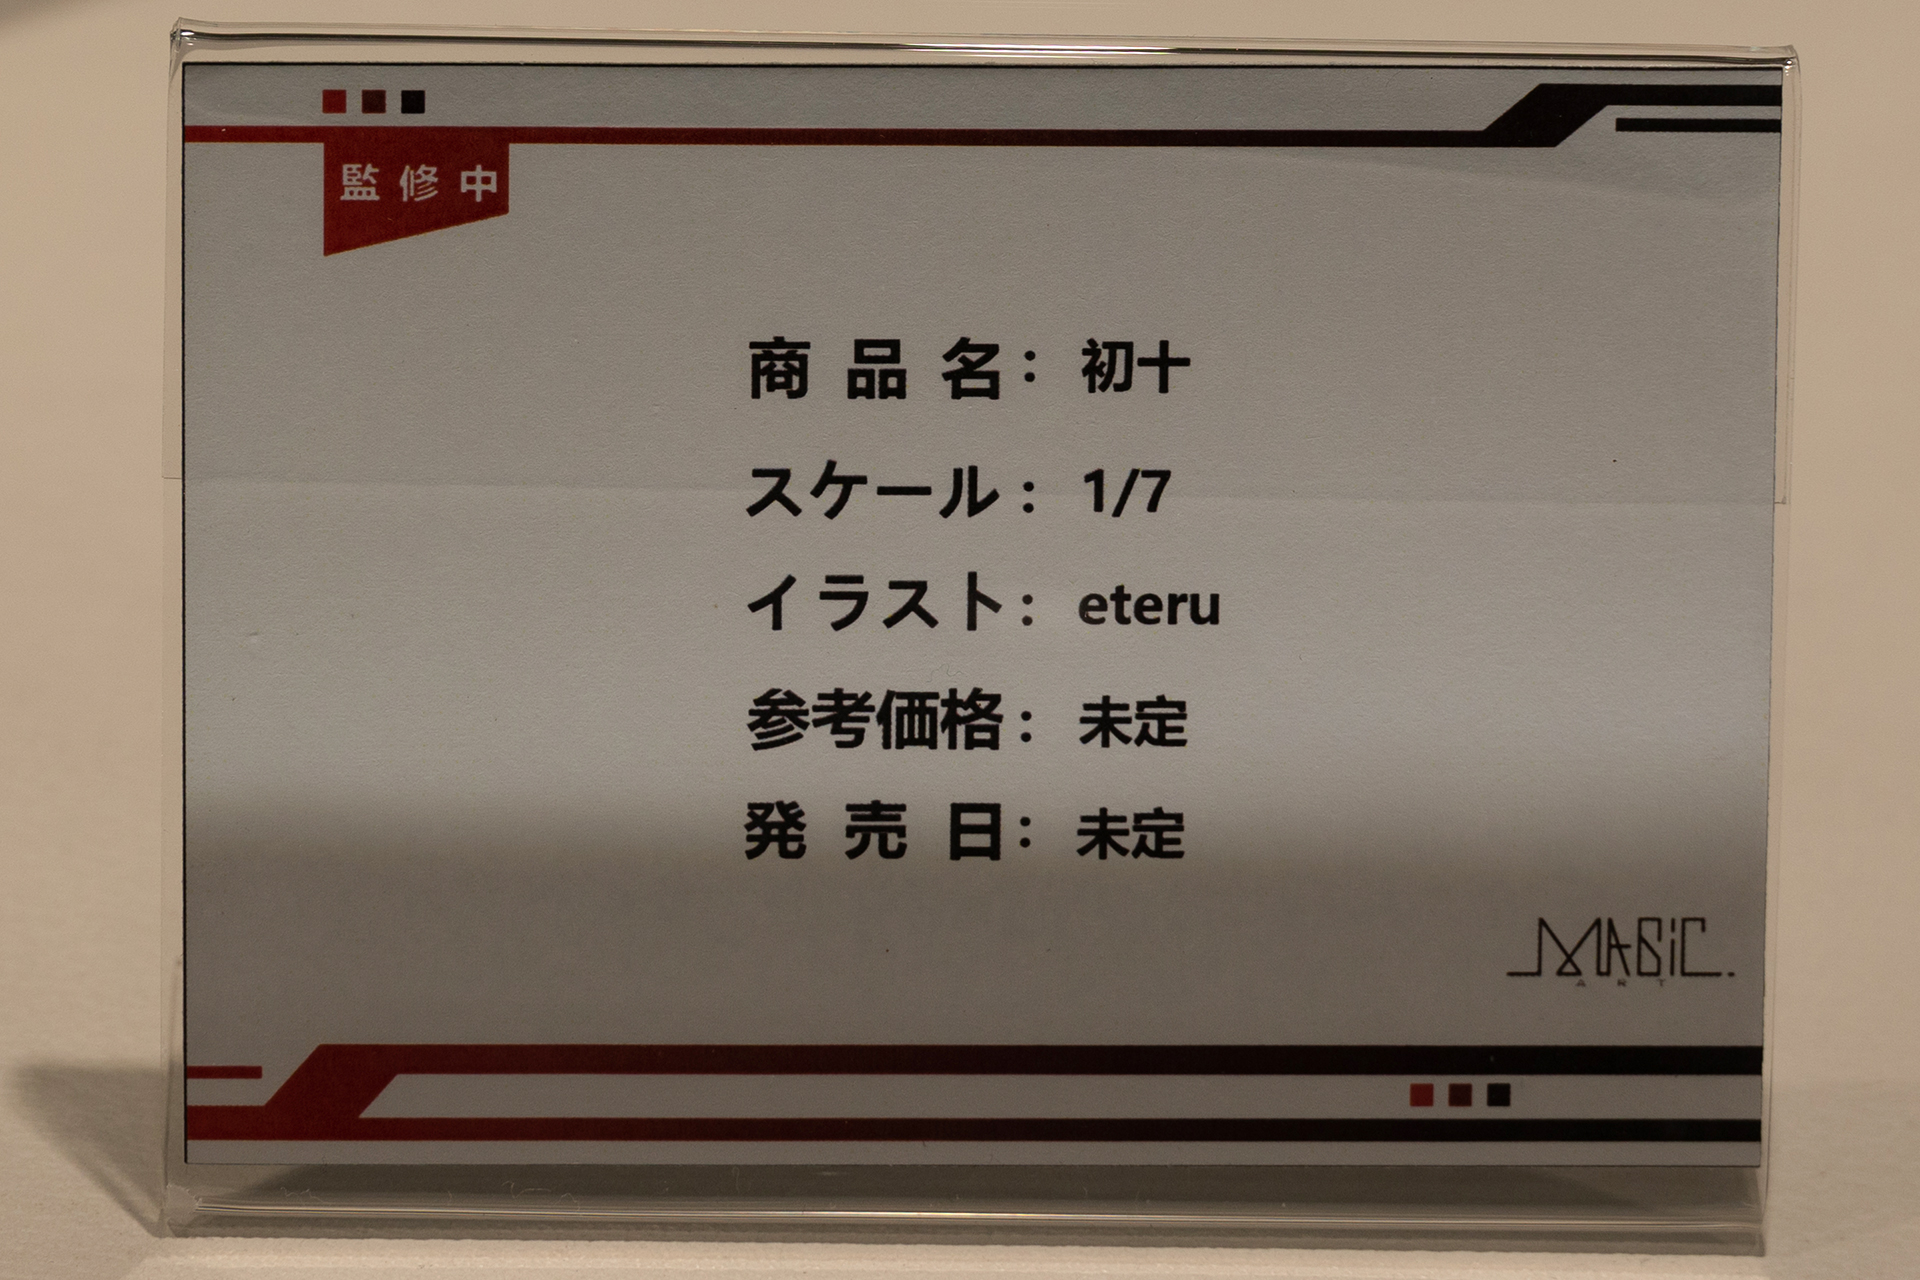 監修中
商品名：初十
スケール：1/7
イラスト：eteru
参考価格：未定
発売日：未定
MAGIC.
ART